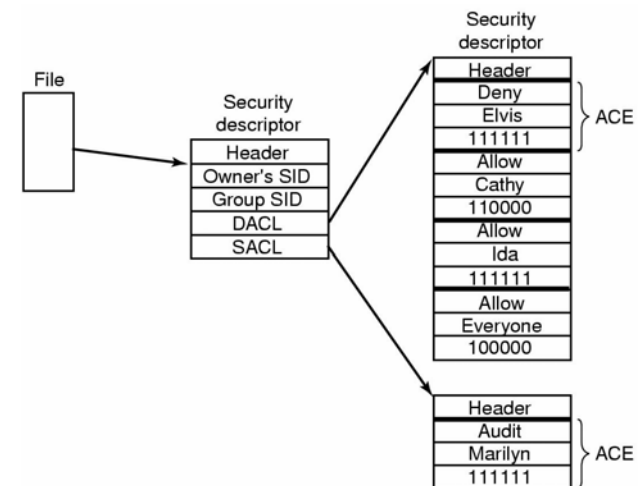 File
Security
descriptor
Header
Owner's SID
Group SID
DACL
SACL
Security
descriptor
Header
Deny
Elvis
111111
ACE
Allow
Cathy
110000
Allow
Ida
111111
Allow
Everyone
100000
Header
Audit
Marilyn
111111
ACE